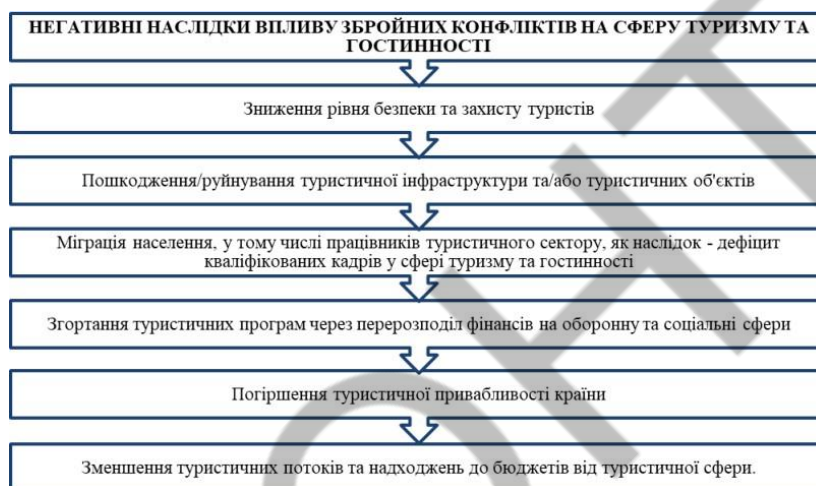 НЕГАТИВНІ НАСЛІДКИ ВПЛИВУ ЗБРОЙНИХ КОНФЛІКТІВ НА СФЕРУ ТУРИЗМУ ТА
ГОСТИННОСТІ
Зниження рівня безпеки та захисту туристів
Пошкодження/руйнування туристичної інфраструктури та/або туристичних об'єктів
Міграція населення, у тому числі працівників туристичного сектору, як наслідок - дефіцит
кваліфікованих кадрів у сфері туризму та гостинності
Згортання туристичних програм через перерозподіл фінансів на оборонну та соціальні сфери
Погіршення туристичної привабливості країни
Зменшення туристичних потоків та надходжень до бюджетів від туристичної сфери.